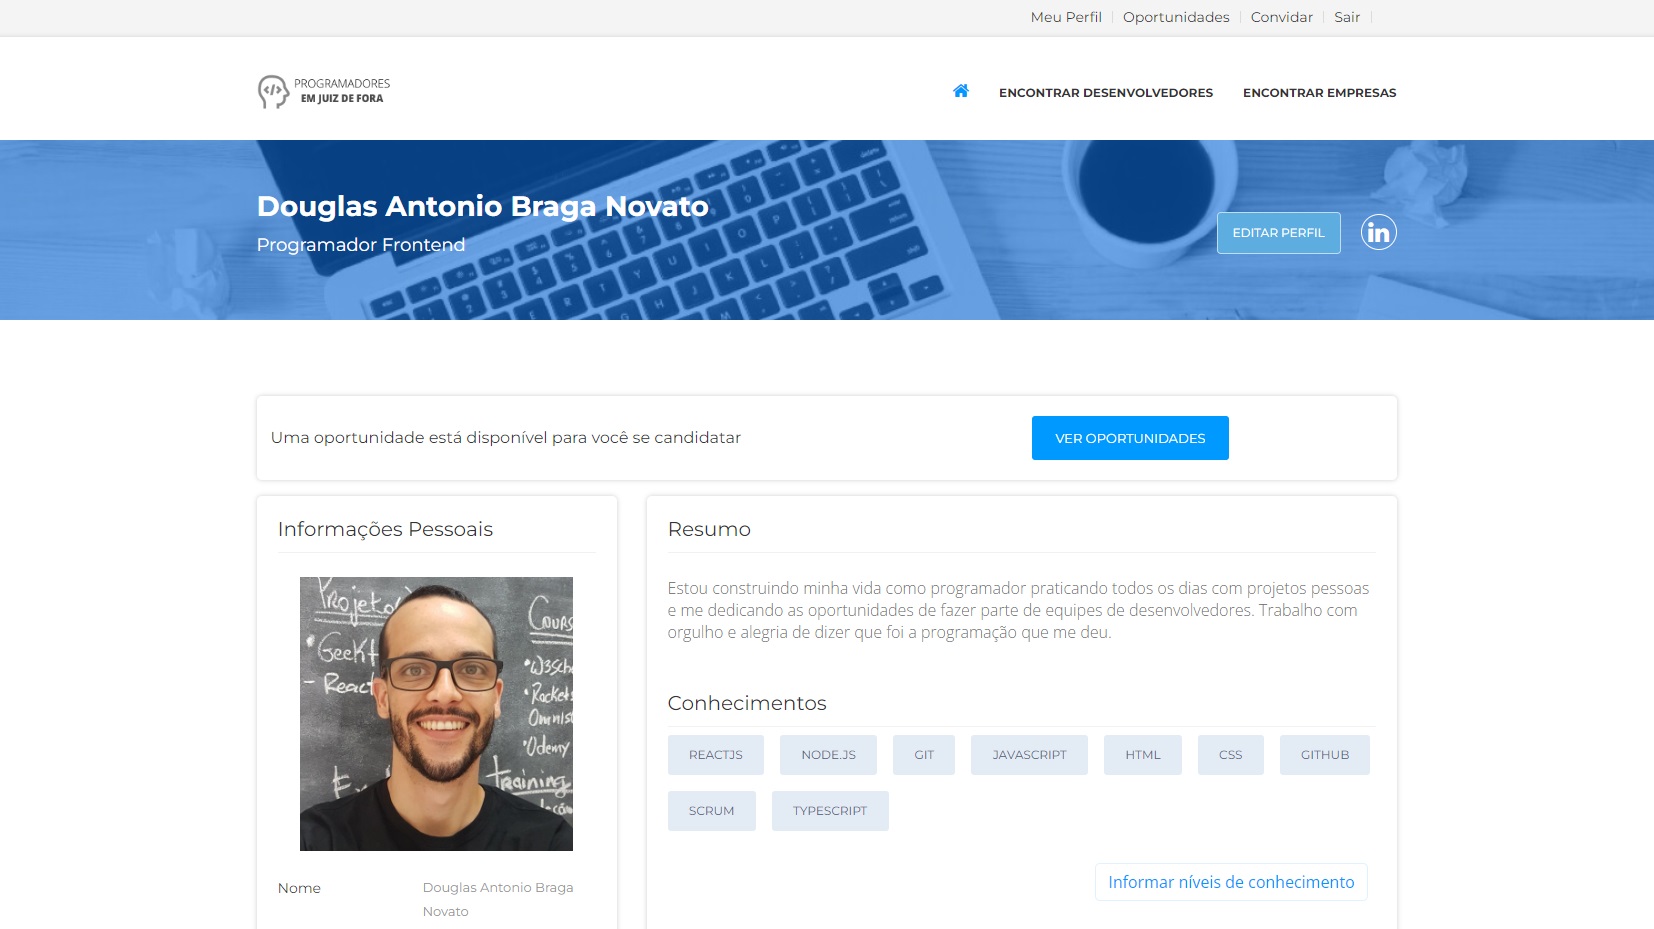 Meu Perfil
Oportunidades
Convidar
Sair
PROGRAMADORES
EM JUIZ DE FORA
ENCONTRAR DESENVOLVEDORES
ENCONTRAR EMPRESAS
Douglas Antonio Braga Novato
Programador Frontend
EDITAR PERFIL
in
Uma oportunidade está disponível para você se candidatar
VER OPORTUNIDADES
Informações Pessoais
Projeto
Geekt
- React
Cours
W3Sch
Rockets
Omnist
Udemy
training
Nome
Douglas Antonio Braga
Novato
Resumo
Estou construindo minha vida como programador praticando todos os dias com projetos pessoas
e me dedicando as oportunidades de fazer parte de equipes de desenvolvedores. Trabalho com
orgulho e alegria de dizer que foi a programação que me deu.
Conhecimentos
REACTJS
NODE.JS
GIT
JAVASCRIPT
HTML
CSS
GITHUB
SCRUM
TYPESCRIPT
Informar níveis de conhecimento